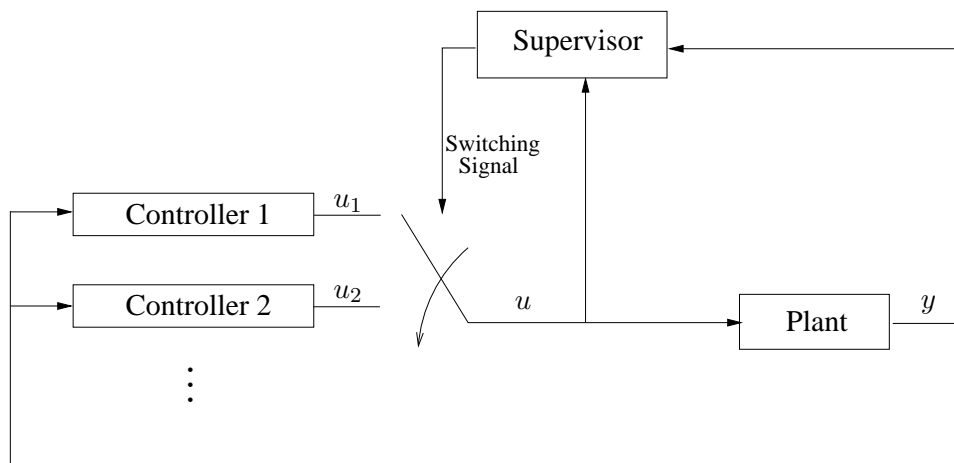 Supervisor
Switching
Signal
Controller 1
u₁
Controller 2
u₂
u
Plant
y